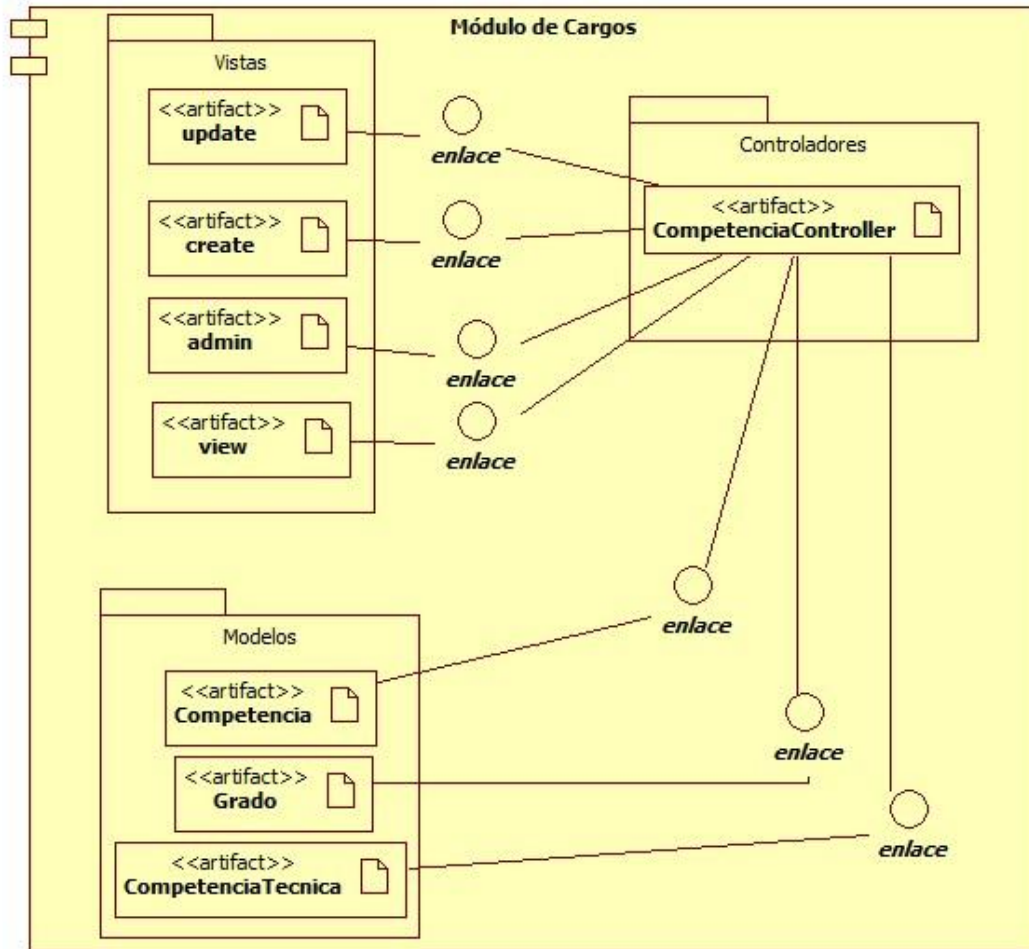 Módulo de Cargos
Vistas
<<artifact>>
update
enlace
<<artifact>>
create
enlace
<<artifact>>
admin
enlace
<<artifact>>
view
enlace
Controladores
<<artifact>>
CompetenciaController
Modelos
<<artifact>>
Competencia
enlace
<<artifact>>
Grado
enlace
<<artifact>>
CompetenciaTecnica
enlace